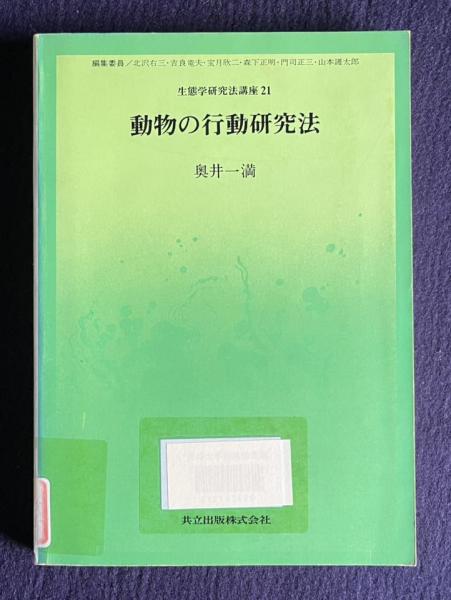 編集委員／北沢右三・吉良竜夫・宝月欣二・森下正明・門司正三・山本護太郎
生態学研究法講座 21
動物の行動研究法
奥井一満
共立出版株式会社